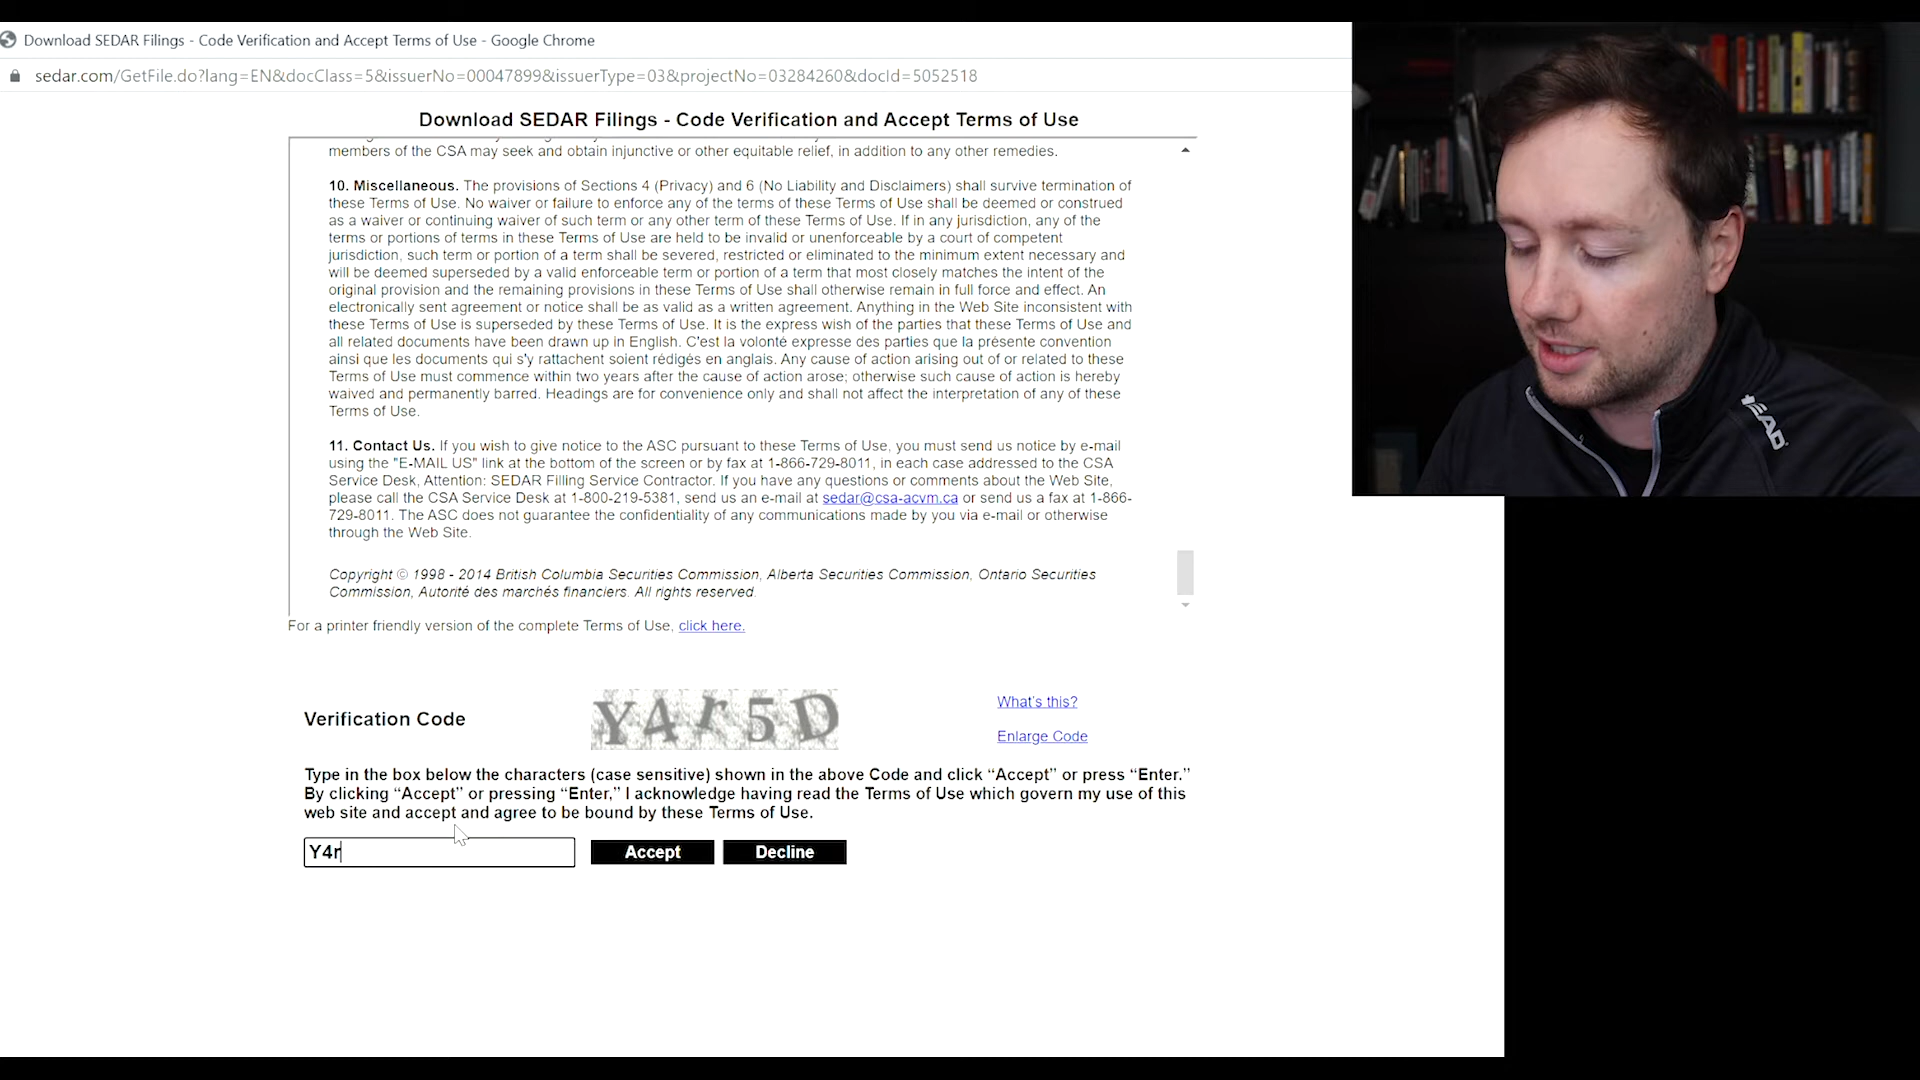 Download SEDAR Filings - Code Verification and Accept Terms of Use - Google Chrome
sedar.com/GetFile.do?lang=EN&docClass=5&issuerNo=00047899&issuerType=03&projectNo=03284260&docId=5052518
Download SEDAR Filings - Code Verification and Accept Terms of Use
members of the CSA may seek and obtain injunctive or other equitable relief, in addition to any other remedies.
10. Miscellaneous. The provisions of Sections 4 (Privacy) and 6 (No Liability and Disclaimers) shall survive termination of
these Terms of Use. No waiver or failure to enforce any of the terms of these Terms of Use shall be deemed or construed
as a waiver or continuing waiver of such term or any other term of these Terms of Use. If in any jurisdiction, any of the
terms or portions of terms in these Terms of Use are held to be invalid or unenforceable by a court of competent
jurisdiction, such term or portion of a term shall be severed, restricted or eliminated to the minimum extent necessary and
will be deemed superseded by a valid enforceable term or portion of a term that most closely matches the intent of the
original provision and the remaining provisions in these Terms of Use shall otherwise remain in full force and effect. An
electronically sent agreement or notice shall be as valid as a written agreement. Anything in the Web Site inconsistent with
these Terms of Use is superseded by these Terms of Use. It is the express wish of the parties that these Terms of Use and
all related documents have been drawn up in English. C'est la volonté expresse des parties que la présente convention
ainsi que les documents qui s'y rattachent soient rédigés en anglais. Any cause of action arising out of or related to these
Terms of Use must commence within two years after the cause of action arose; otherwise such cause of action is hereby
waived and permanently barred. Headings are for convenience only and shall not affect the interpretation of any of these
Terms of Use.
11. Contact Us. If you wish to give notice to the ASC pursuant to these Terms of Use, you must send us notice by e-mail
using the "E-MAIL US" link at the bottom of the screen or by fax at 1-866-729-8011, in each case addressed to the CSA
Service Desk, Attention: SEDAR Filling Service Contractor. If you have any questions or comments about the Web Site,
please call the CSA Service Desk at 1-800-219-5381, send us an e-mail at sedar@csa-acvm.ca or send us a fax at 1-866-
729-8011. The ASC does not guarantee the confidentiality of any communications made by you via e-mail or otherwise
through the Web Site.
Copyright © 1998 - 2014 British Columbia Securities Commission, Alberta Securities Commission, Ontario Securities
Commission, Autorité des marchés financiers. All rights reserved.
For a printer friendly version of the complete Terms of Use, click here.
Verification Code
Y4r5D
What's this?
Enlarge Code
Type in the box below the characters (case sensitive) shown in the above Code and click “Accept” or press “Enter.”
By clicking “Accept” or pressing “Enter,” I acknowledge having read the Terms of Use which govern my use of this
web site and accept and agree to be bound by these Terms of Use.
Y4r
Accept
Decline
HEAD